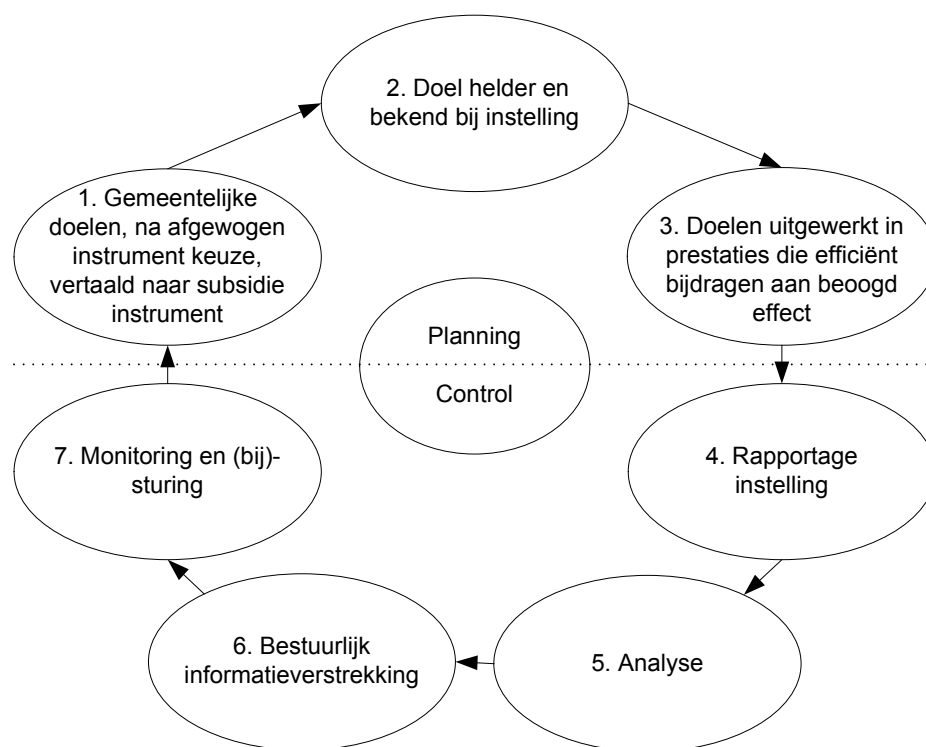 2. Doel helder en
bekend bij instelling
1. Gemeentelijke
doelen, na afgewogen
instrument keuze,
vertaald naar subsidie
instrument
3. Doelen uitgewerkt in
prestaties die efficiënt
bijdragen aan beoogd
effect
Planning
Control
7. Monitoring en (bij)-
sturing
4. Rapportage
instelling
6. Bestuurlijk
informatieverstrekking
5. Analyse